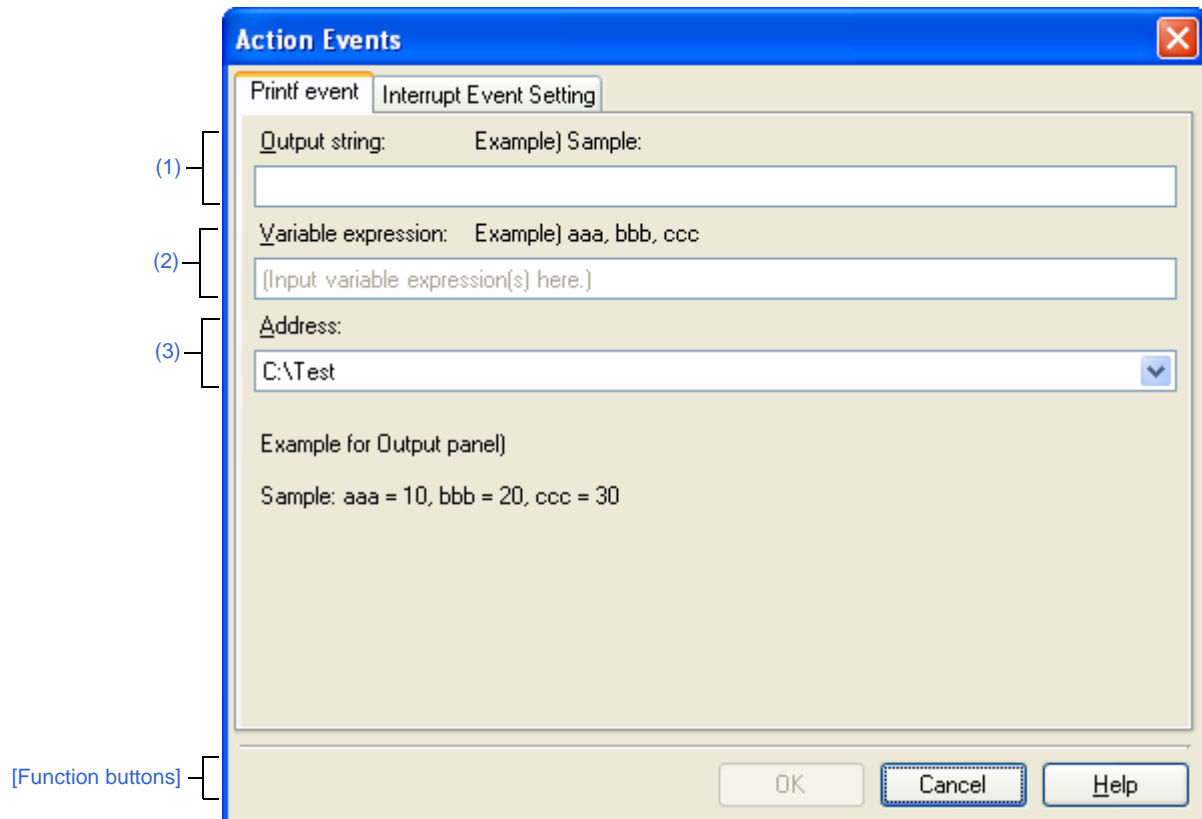 Action Events
Printf event Interrupt Event Setting
(1)
Output string: Example) Sample:
(2)
Variable expression: Example) aaa, bbb, ccc
(Input variable expression(s) here.)
(3)
Address:
C:\Test
Example for Output panel)
Sample: aaa = 10, bbb = 20, ccc = 30
[Function buttons]
OK Cancel Help